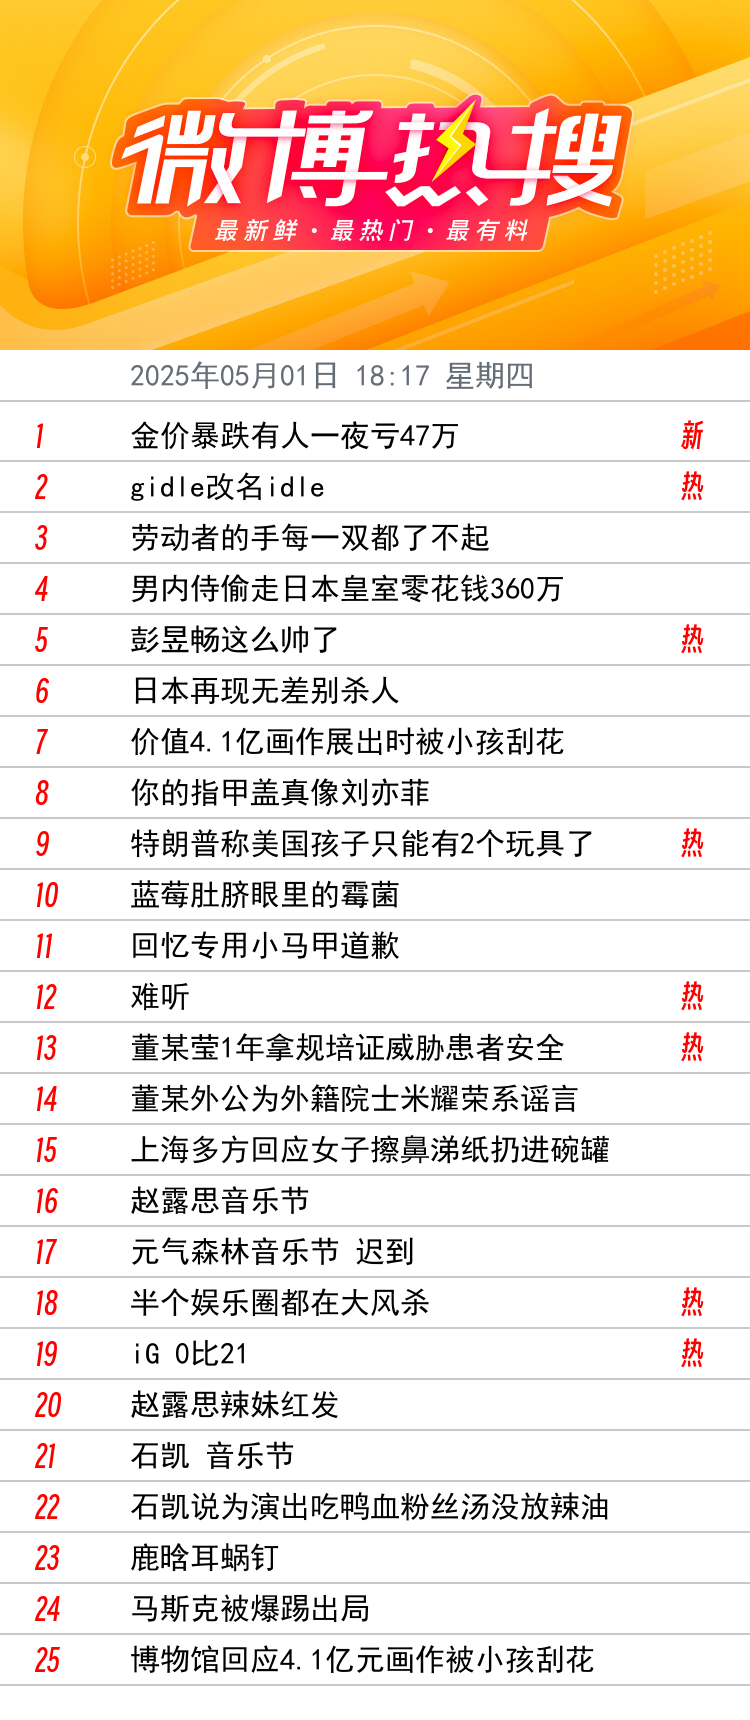 微博热搜
最新鲜·最热门·最有料
2025年05月01日 18:17 星期四
1 金价暴跌有人一夜亏47万 新
2 gidle改名idle 热
3 劳动者的手每一双都了不起
4 男内侍偷走日本皇室零花钱360万
5 彭昱畅这么帅了 热
6 日本再现无差别杀人
7 价值4.1亿画作展出时被小孩刮花
8 你的指甲盖真像刘亦菲
9 特朗普称美国孩子只能有2个玩具了 热
10 蓝莓肚脐眼里的霉菌
11 回忆专用小马甲道歉
12 难听 热
13 董某莹1年拿规培证威胁患者安全 热
14 董某外公为外籍院士米耀荣系谣言
15 上海多方回应女子擦鼻涕纸扔进碗罐
16 赵露思音乐节
17 元气森林音乐节 迟到
18 半个娱乐圈都在大风杀 热
19 iG 0比21 热
20 赵露思辣妹红发
21 石凯 音乐节
22 石凯说为演出吃鸭血粉丝汤没放辣油
23 鹿晗耳蜗钉
24 马斯克被爆踢出局
25 博物馆回应4.1亿元画作被小孩刮花